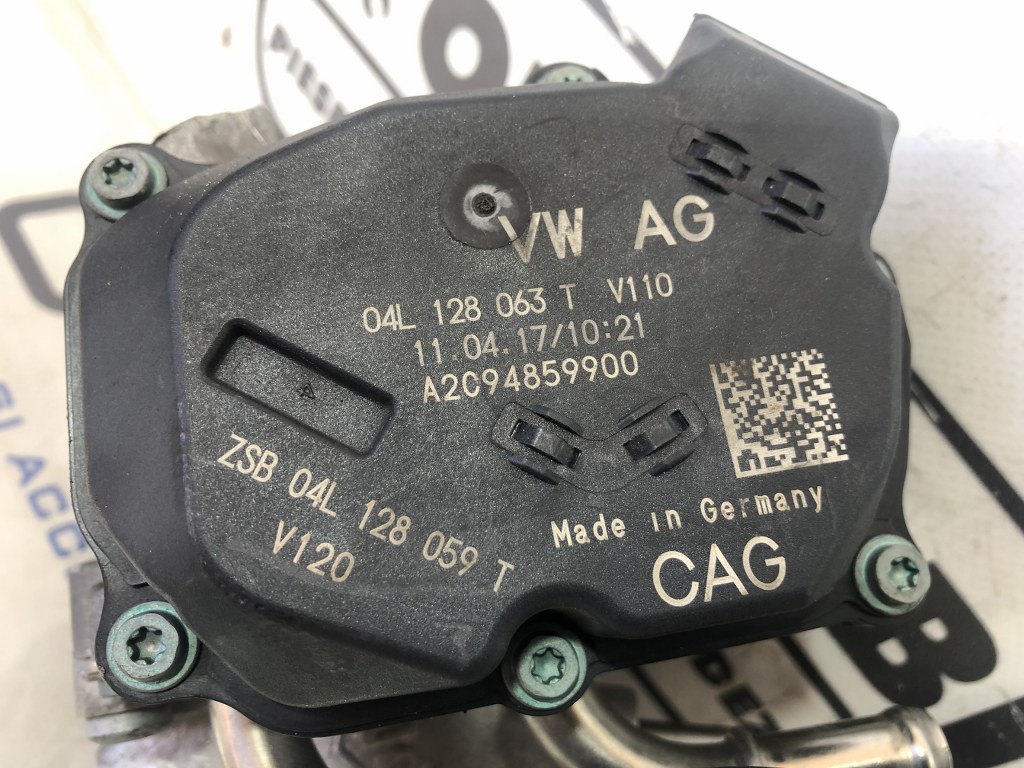 VW AG
04L 128 063 T V110
11.04.17/10:21
A2C94859900
ZSB 04L 128 059 T
V120
Made in Germany
CAG